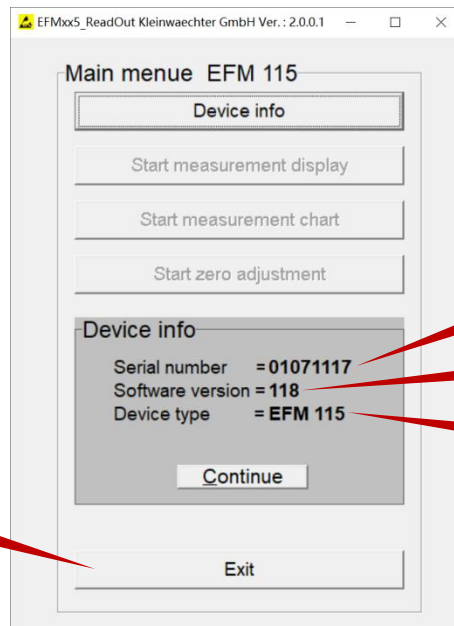 EFMxx5_ReadOut Kleinwaechter GmbH Ver. : 2.0.0.1
Main menue EFM 115
Device info
Start measurement display
Start measurement chart
Start zero adjustment
Device info
Serial number = 01071117
Software version = 118
Device type = EFM 115
Continue
Exit